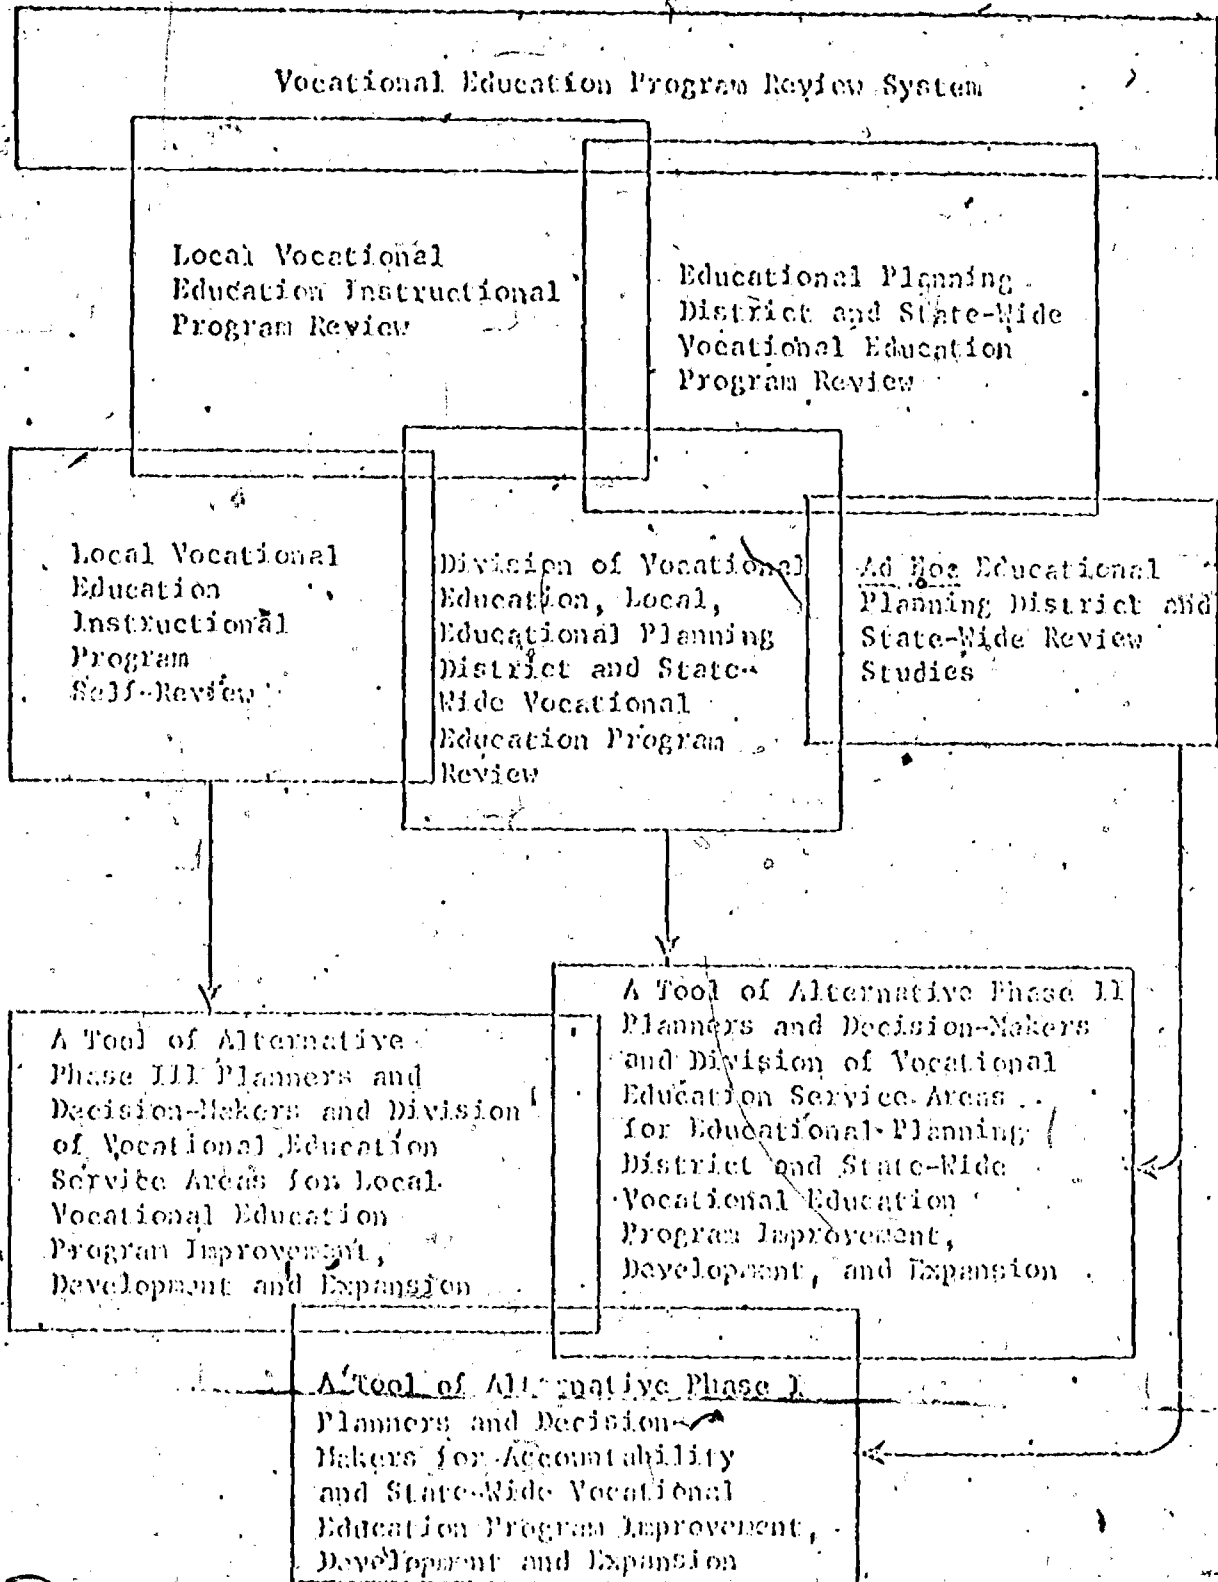 Vocational Education Program Review System
Local Vocational
Education Instructional
Program Review
Educational Planning
District and State-Wide
Vocational Education
Program Review
Local Vocational
Education
Instructional
Program
Self-Review
Division of Vocational
Education, Local,
Educational Planning
District and State-
Wide Vocational
Education Program
Review
Ad Hoc Educational
Planning District and
State-Wide Review
Studies
A Tool of Alternative
Phase III Planners and
Decision-Makers and Division
of Vocational Education
Service Areas for Local
Vocational Education
Program Improvement,
Development and Expansion
A Tool of Alternative Phase II
Planners and Decision-Makers
and Division of Vocational
Education Service Areas
for Educational Planning
District and State-Wide
Vocational Education
Program Improvement,
Development, and Expansion
A Tool of Alternative Phase I
Planners and Decision-
Makers for Accountability
and State-Wide Vocational
Education Program Improvement,
Development and Expansion